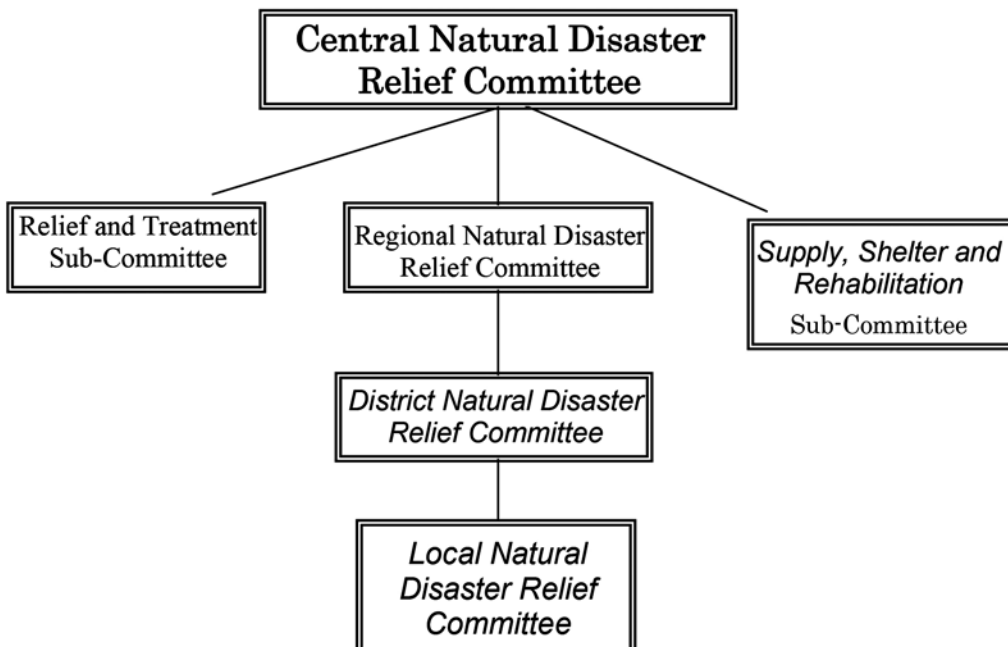 Central Natural Disaster
Relief Committee
Relief and Treatment
Sub-Committee
Regional Natural Disaster
Relief Committee
Supply, Shelter and
Rehabilitation
Sub-Committee
District Natural Disaster
Relief Committee
Local Natural
Disaster Relief
Committee